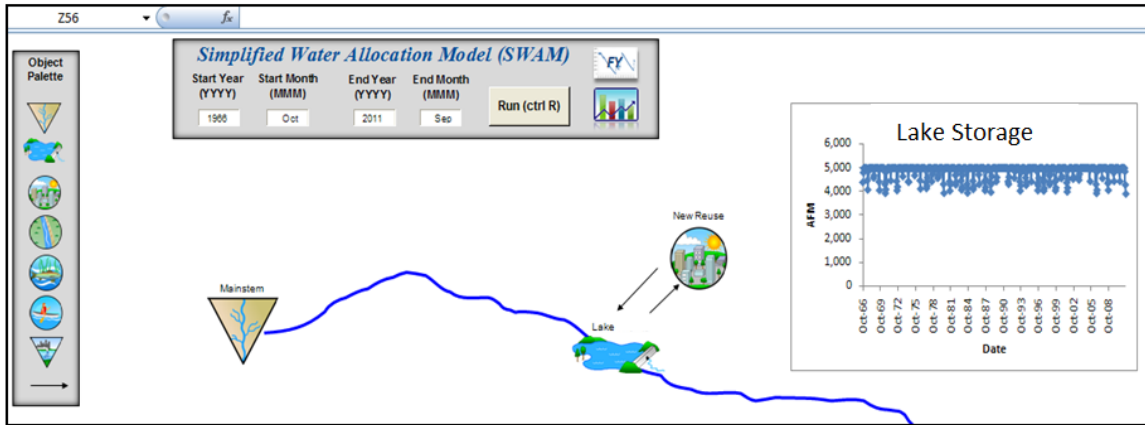 Z56
fx
Object
Palette
Simplified Water Allocation Model (SWAM)
FY
Start Year
(YYYY)
Start Month
(MMM)
End Year
(YYYY)
End Month
(MMM)
Run (ctrl R)
1966
Oct
2011
Sep
Lake Storage
6,000
5,000
4,000
3,000
2,000
1,000
0
AFM
Oct-66
Oct-69
Oct-72
Oct-75
Oct-78
Oct-81
Oct-84
Oct-87
Oct-90
Oct-93
Oct-96
Oct-99
Oct-02
Oct-05
Oct-08
Date
New Reuse
Mainstem
Lake